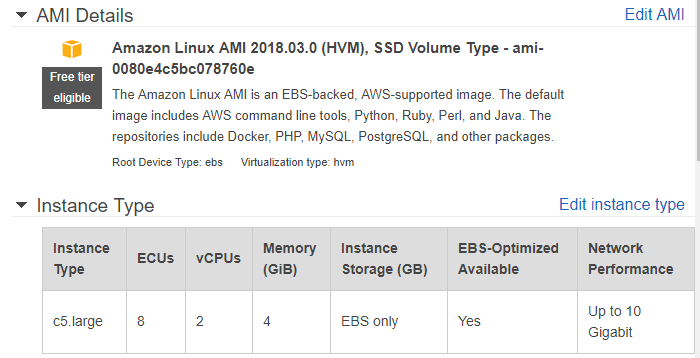 AMI Details
Edit AMI
Amazon Linux AMI 2018.03.0 (HVM), SSD Volume Type - ami-
0080e4c5bc078760e
Free tier
eligible
The Amazon Linux AMI is an EBS-backed, AWS-supported image. The default
image includes AWS command line tools, Python, Ruby, Perl, and Java. The
repositories include Docker, PHP, MySQL, PostgreSQL, and other packages.
Root Device Type: ebs Virtualization type: hvm
Instance Type
Edit instance type
Instance
Type
ECUs
vCPUs
Memory
(GiB)
Instance
Storage (GB)
EBS-Optimized
Available
Network
Performance
c5.large
8
2
4
EBS only
Yes
Up to 10
Gigabit